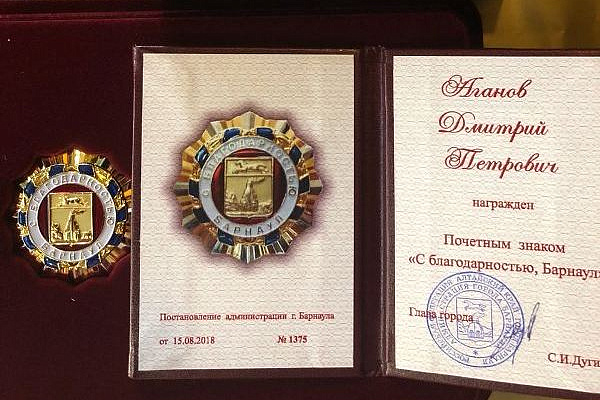 С БЛАГОДАРНОСТЬЮ
БАРНАУЛ
С БЛАГОДАРНОСТЬЮ
БАРНАУЛ
Постановление администрации г. Барнаула
от 15.08.2018 № 1375
Аганов
Дмитрий
Петрович
награжден
Почетным знаком
«С благодарностью, Барнаул»
Глава города
С.И.Дуги